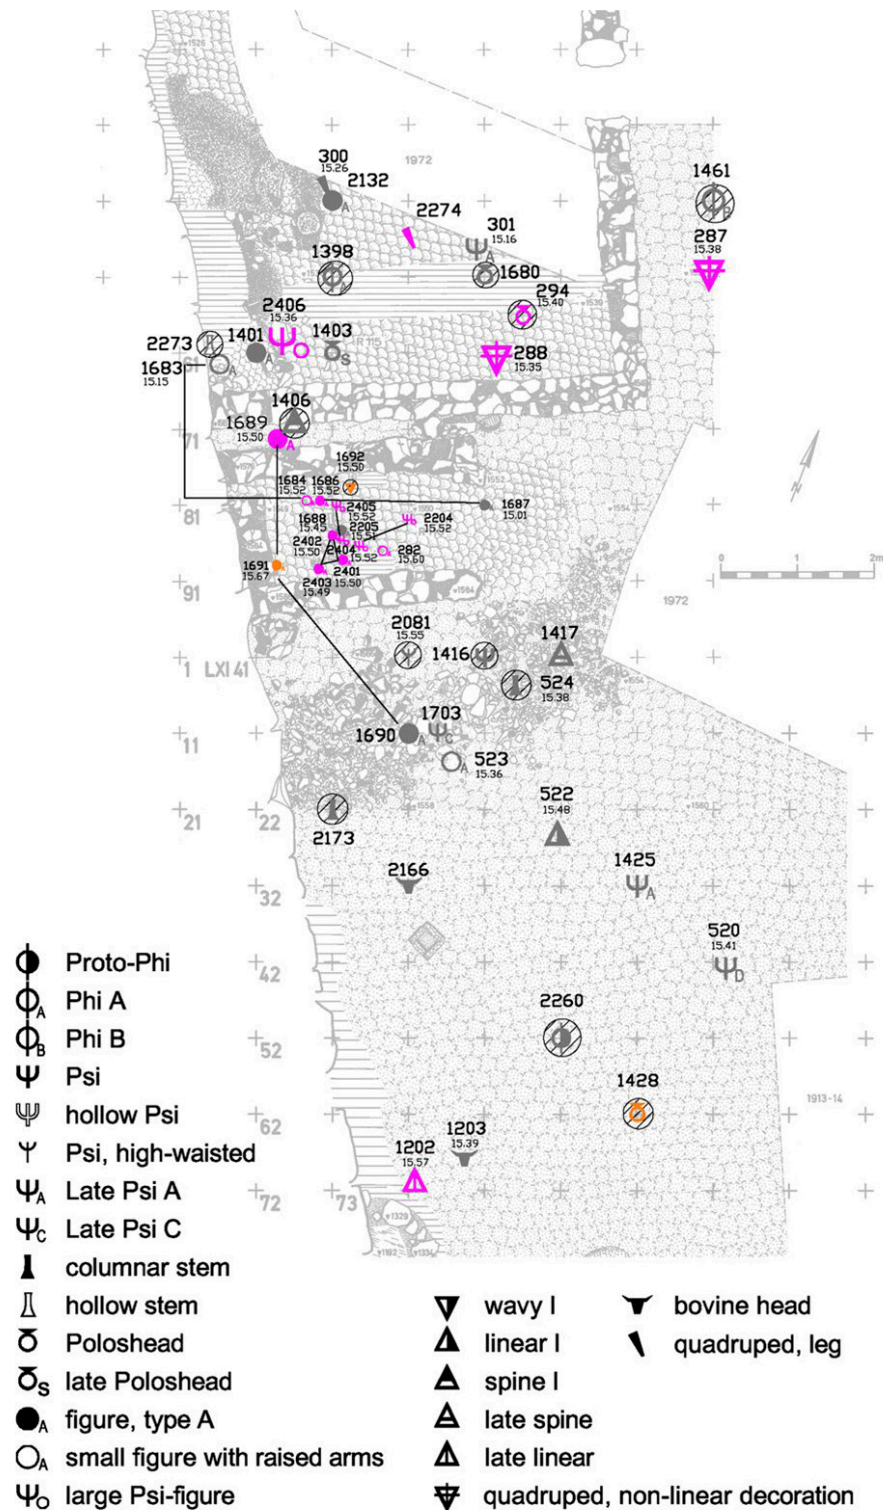 300
15.26
2132
1972
1461
B
287
15.38
2274
301
15.16
A
1398
A
1680
294
15.40
2406
15.36
1401
A
1403
S
R 115
2273
61
1683
15.15
A
288
15.35
1406
1689
15.50
A
71
1692
15.50
1684
15.52
1686
15.52
1687
15.01
81
1688
15.45
2405
15.52
2205
15.51
2204
15.52
2402
15.50
2404
15.52
282
15.60
1691
15.67
2403
15.49
2401
15.50
91
0 1 2m
1972
2081
15.55
1416
1417
1 LXI 41
524
15.38
1703
C
1690
A
11
523
15.36
A
522
15.48
21 22
2173
1425
A
2166
32
520
15.41
D
42
2260
52
1428
1913-14
62
1202
15.57
1203
15.39
72 73
Proto-Phi
A Phi A
B Phi B
Ψ Psi
hollow Psi
Psi, high-waisted
Ψ A Late Psi A
Ψ C Late Psi C
columnar stem
hollow stem
Poloshead
S late Poloshead
A figure, type A
A small figure with raised arms
Ψ O large Psi-figure
wavy I
linear I
spine I
late spine
late linear
quadruped, non-linear decoration
bovine head
quadruped, leg